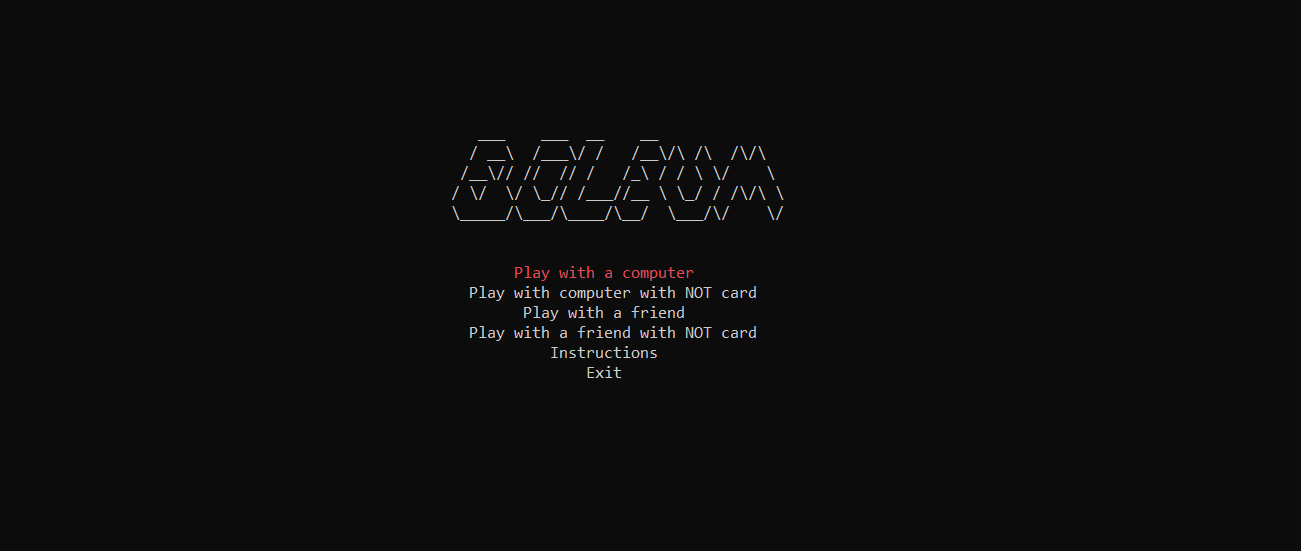 BOLEUM
Play with a computer
Play with computer with NOT card
Play with a friend
Play with a friend with NOT card
Instructions
Exit